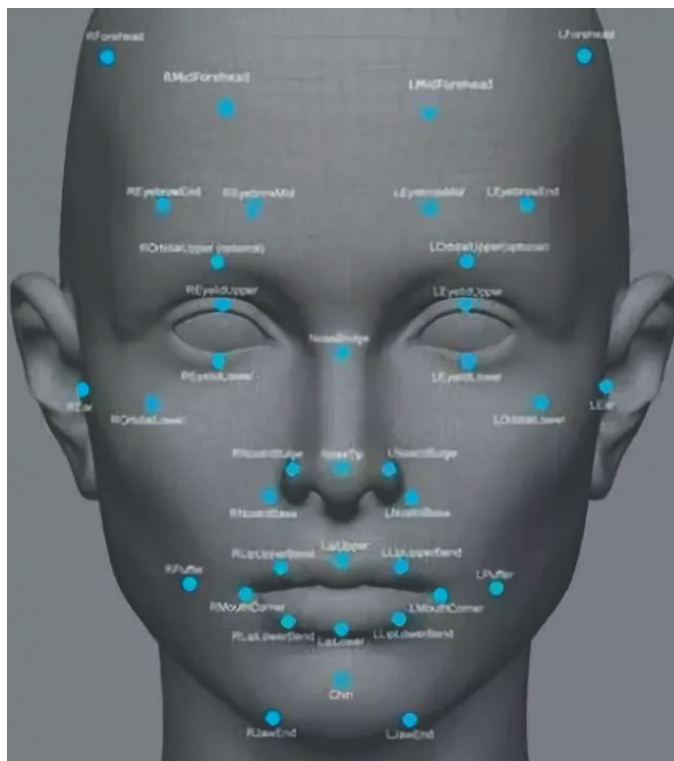 RForehead
LForehead
RMidForehead
LMidForehead
REyebrowEnd
REyebrowMid
LEyebrowMid
LEyebrowEnd
ROrbitalUpper (optional)
LOrbitalUpper(optional)
REyelidUpper
LEyelidUpper
NoseBridge
REyelidLower
LEyelidLower
REar
LEar
ROrbitalLower
LOrbitalLower
RNostrilBulge
NoseTip
LNostrilBulge
RNostrilBase
LNostrilBase
RLipUpperBend
LipUpper
LLipUpperBend
RPuffer
LPuffer
RMouthCorner
LMouthCorner
RLipLowerBend
LipLower
LLipLowerBend
Chin
RJawEnd
LJawEnd